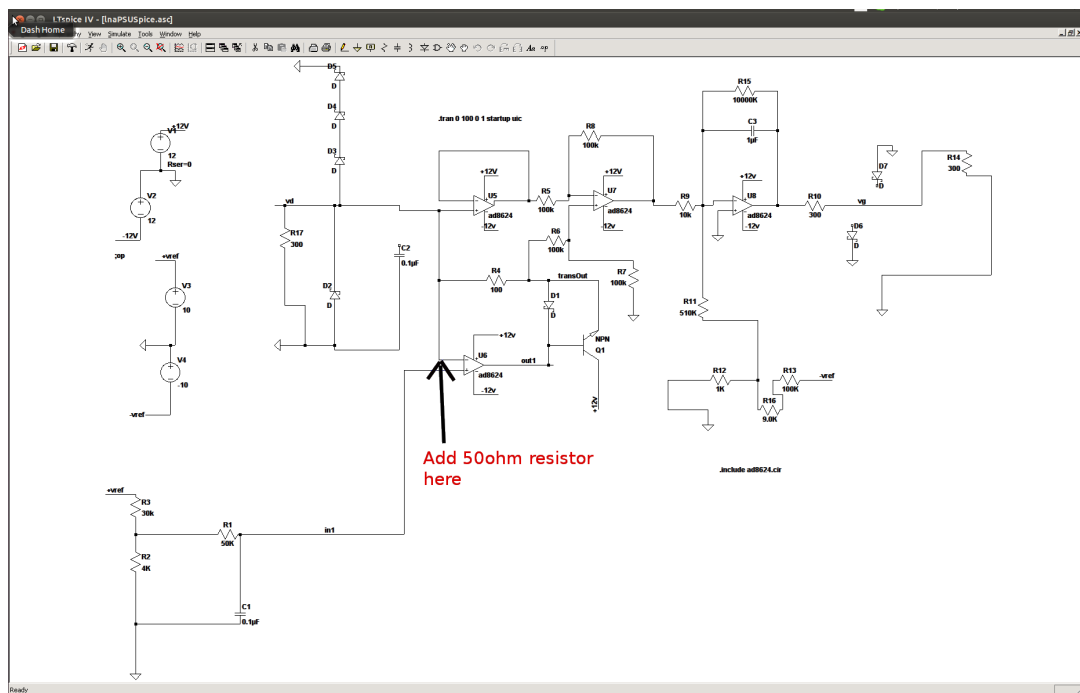 LTspice IV - [lnaPSUSpice.asc]
Dash Home
View Simulate Tools Window Help
D5
D
D4
D
D3
D
.tran 0 100 0 1 startup uic
R15
10000K
C3
1µF
+12V
V1
12
Rser=0
V2
12
-12V
;op
+vref
V3
10
V4
-10
-vref
vd
R17
300
D2
D
C2
0.1µF
+12V
U5
ad8624
-12V
R5
100k
R8
100k
+12V
U7
ad8624
-12v
R6
100k
R7
100k
R4
100
transOut
D1
D
NPN
Q1
+12v
+12v
U6
ad8624
-12v
out1
R9
10k
+12V
U8
ad8624
-12V
R10
300
vg
D7
D
D6
D
R14
300
R11
510K
R12
1K
R13
100K
-vref
R16
9.0K
.include ad8624.cir
Add 50ohm resistor
here
+vref
R3
30k
R1
50K
in1
R2
4K
C1
0.1µF
Ready